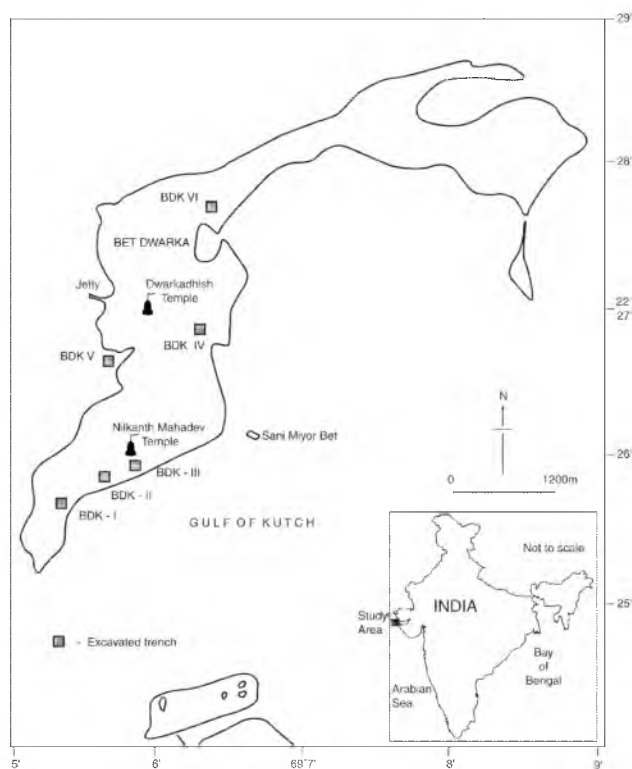 29'
BDK VI
28'
BET DWARKA
Jetty
Dwarkadhish
Temple
22°
27'
BDK IV
BDK V
N
Nilkanth Mahadev
Temple
Sani Miyor Bet
26'
BDK - III
BDK - II
0 1200m
BDK - I
GULF OF KUTCH
Not to scale
INDIA
25'
Study
Area
- Excavated trench
Bay
of
Bengal
Arabian
Sea
5' 6' 69°7' 8' 9'